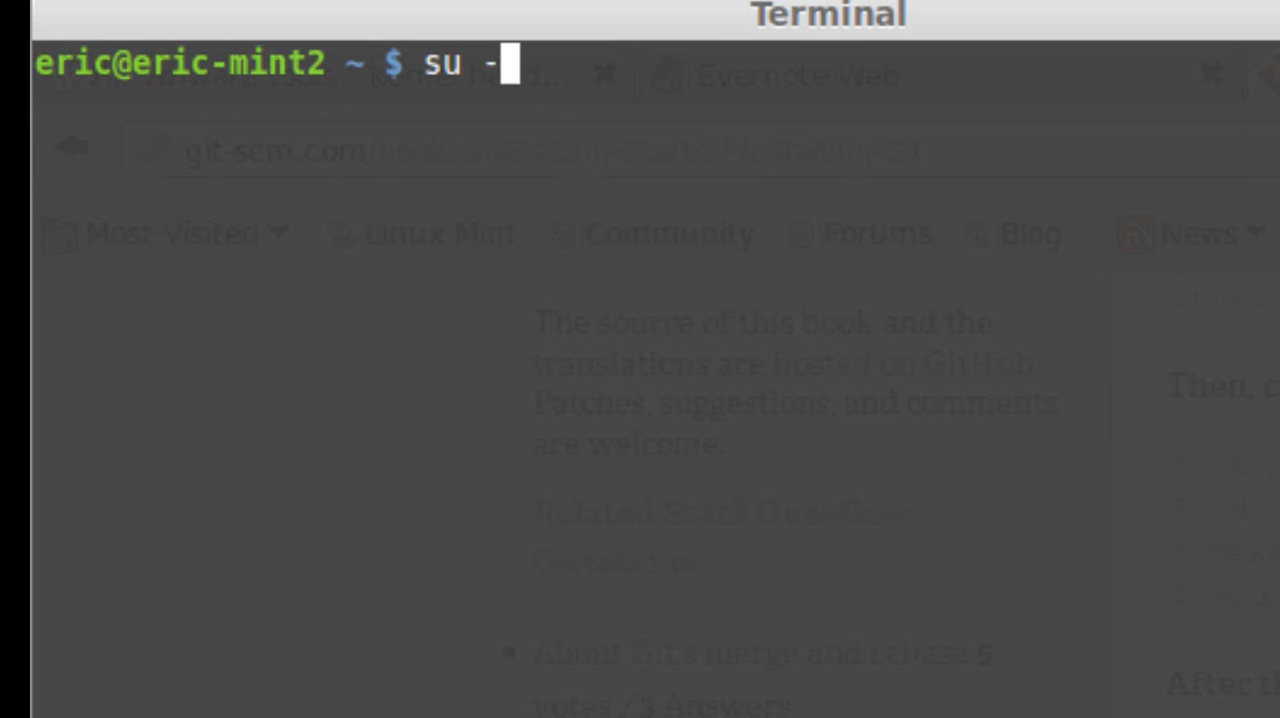 Terminal
eric@eric-mint2 ~ $ su -
Evernote Web
git-scm.com
Most Visited Linux Mint Community Forums Blog News
The source of this book and the
translations are hosted on GitHub.
Patches, suggestions, and comments
are welcome.
Then,
Related Stack Overflow
Questions
About Git's merge and rebase 5
votes / 3 Answers
After